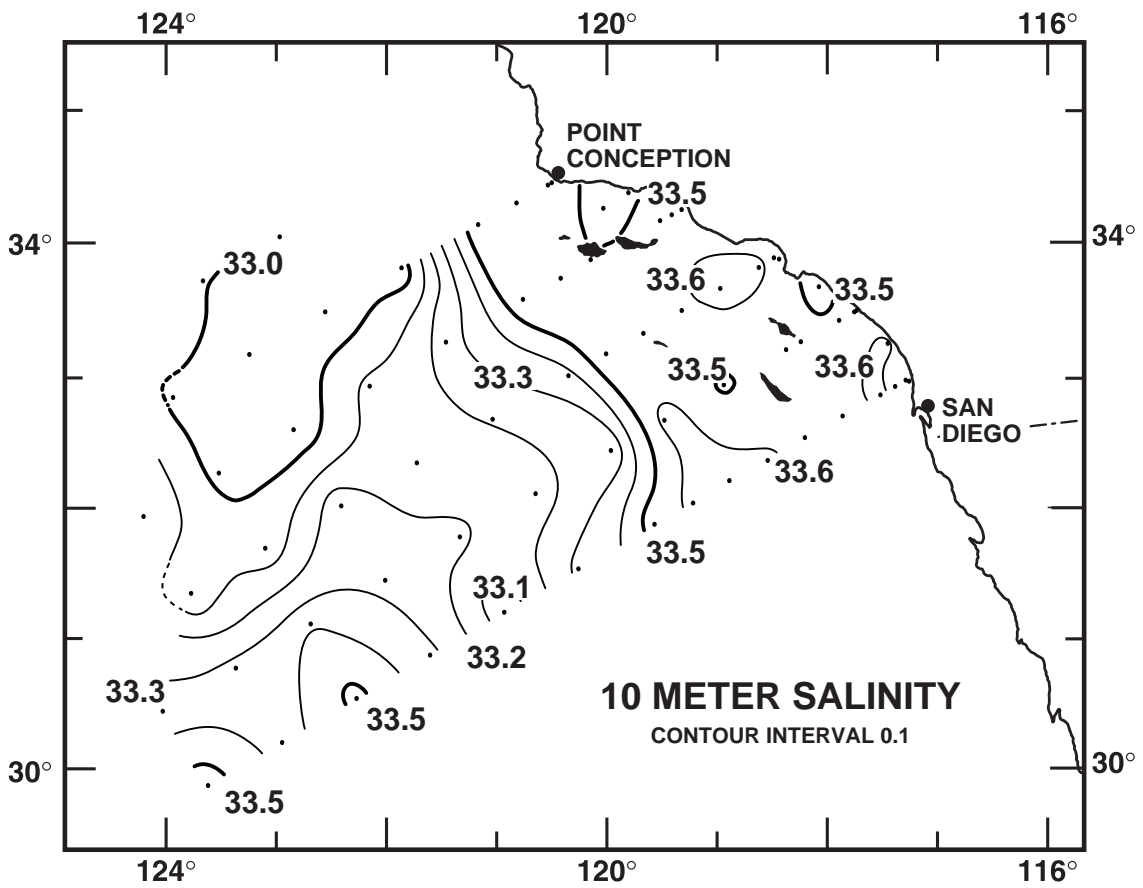 124° 120° 116°
POINT
CONCEPTION
33.5
34° 34°
33.0
33.6
33.5
33.3
33.5
33.6
SAN
DIEGO
33.6
33.5
33.1
33.2
33.3
33.5
10 METER SALINITY
CONTOUR INTERVAL 0.1
30° 30°
33.5
124° 120° 116°